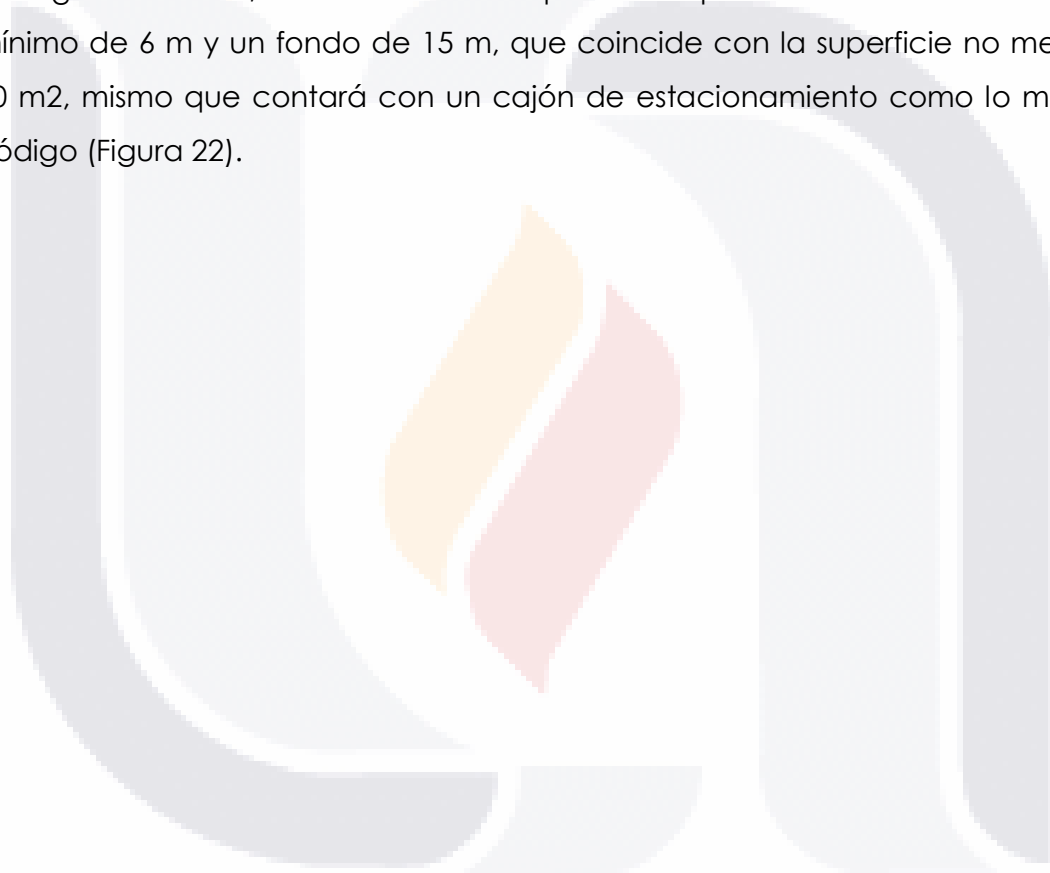 ínimo de 6 m y un fondo de 15 m, que coincide con la superficie no me
0 m2, mismo que contará con un cajón de estacionamiento como lo m
ódigo (Figura 22).